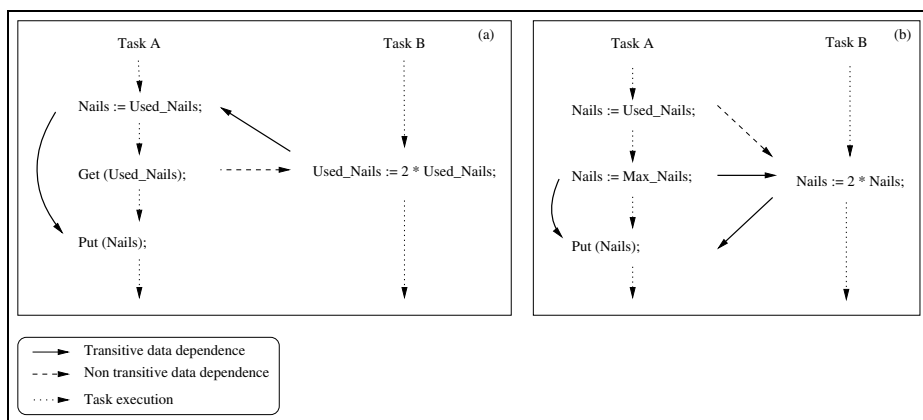 (a)
Task A
Task B
Nails := Used_Nails;
Get (Used_Nails);
Used_Nails := 2 * Used_Nails;
Put (Nails);
(b)
Task A
Task B
Nails := Used_Nails;
Nails := Max_Nails;
Nails := 2 * Nails;
Put (Nails);
Transitive data dependence
Non transitive data dependence
Task execution